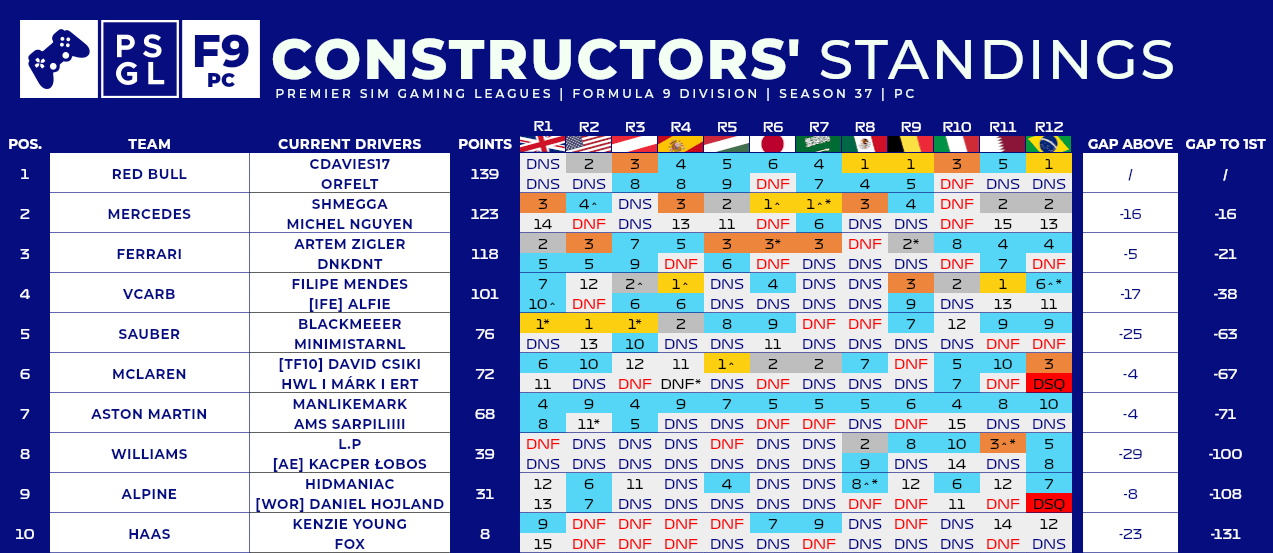 PS
GL
F9
PC
CONSTRUCTORS' STANDINGS
PREMIER SIM GAMING LEAGUES | FORMULA 9 DIVISION | SEASON 37 | PC
R1 R2 R3 R4 R5 R6 R7 R8 R9 R10 R11 R12
POS. TEAM CURRENT DRIVERS POINTS GAP ABOVE GAP TO 1ST
CDAVIES17 DNS 2 3 4 5 6 4 1 1 3 5 1
1 RED BULL 139 / /
ORFELT DNS DNS 8 8 9 DNF 7 4 5 DNF DNS DNS
SHMEGGA 3 4^ DNS 3 2 1^ 1^* 3 4 DNF 2 2
2 MERCEDES 123 -16 -16
MICHEL NGUYEN 14 DNF DNF 13 11 DNF 6 DNS DNS DNF 15 13
ARTEM ZIGLER 2 3 7 5 3 3* 3 DNF 2* 8 4 4
3 FERRARI 118 -5 -21
DNKDNT 5 5 9 DNF 6 DNF DNS DNS DNS DNF 7 DNF
FILIPE MENDES 7 12 2^ 1^ DNS 4 DNS DNS 3 2 1 6^*
4 VCARB 101 -17 -38
[IFE] ALFIE 10^ DNF 6 6 DNS DNS DNS DNS 9 DNS 13 11
BLACKMEEER 1* 1 1* 2 8 9 DNF DNF 7 12 9 9
5 SAUBER 76 -25 -63
MINIMISTARNL DNS 13 10 DNS DNS 11 DNS DNS DNS DNS DNF DNF
[TF10] DAVID CSIKI 6 10 12 11 1^ 2 2 7 DNF 5 10 3
6 MCLAREN 72 -4 -67
HWL I MÁRK I ERT 11 DNS DNF DNF* DNS DNF DNS DNS DNS 7 DNF DSQ
MANLIKEMARK 4 9 4 9 7 5 5 5 6 4 8 10
7 ASTON MARTIN 68 -4 -71
AMS SARPILIIII 8 11* 5 DNS DNS DNF DNF DNS DNF 15 DNS DNS
L.P DNF DNS DNS DNS DNF DNS DNS 2 8 10 3^* 5
8 WILLIAMS 39 -29 -100
[AE] KACPER ŁOBOS DNS DNS DNS DNS DNS DNS DNS 9 DNS 14 DNS 8
HIDMANIAC 12 6 11 DNS 4 DNS DNS 8^* 12 6 12 7
9 ALPINE 31 -8 -108
[WOR] DANIEL HOJLAND 13 7 DNS DNS DNS DNS DNS DNF DNF 11 DNF DSQ
KENZIE YOUNG 9 DNF DNF DNF DNF 7 9 DNS DNF DNS 14 12
10 HAAS 8 -23 -131
FOX 15 DNF DNF DNF DNS DNS DNF DNS DNS DNF DNF DNS